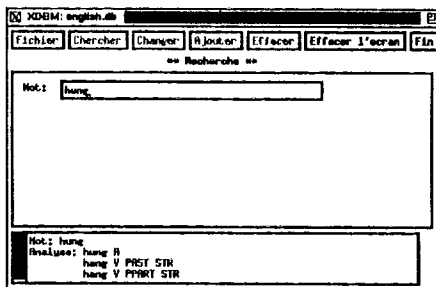 XDBM: english.db
Fichier Chercher Changer Ajouter Effacer Effacer l'ecran Fin
** Recherche **
Mot: hung
Mot: hung
Analyse: hung A
hang V PAST STR
hang V PPART STR